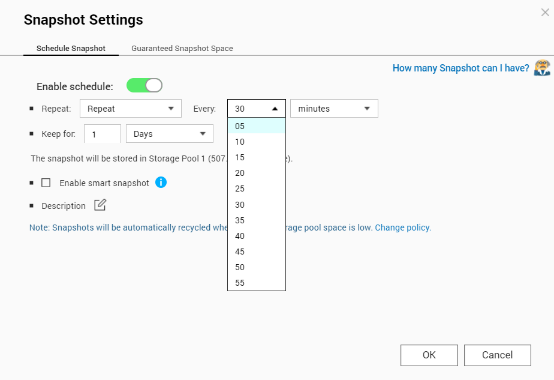 Snapshot Settings
Schedule Snapshot Guaranteed Snapshot Space
How many Snapshot can I have?
Enable schedule:
Repeat: Repeat Every: 30 minutes
05
Keep for: 1 Days
10
15
The snapshot will be stored in Storage Pool 1 (507. e).
20
Enable smart snapshot
25
30
Description
35
Note: Snapshots will be automatically recycled whe rage pool space is low. Change policy.
40
45
50
55
OK Cancel